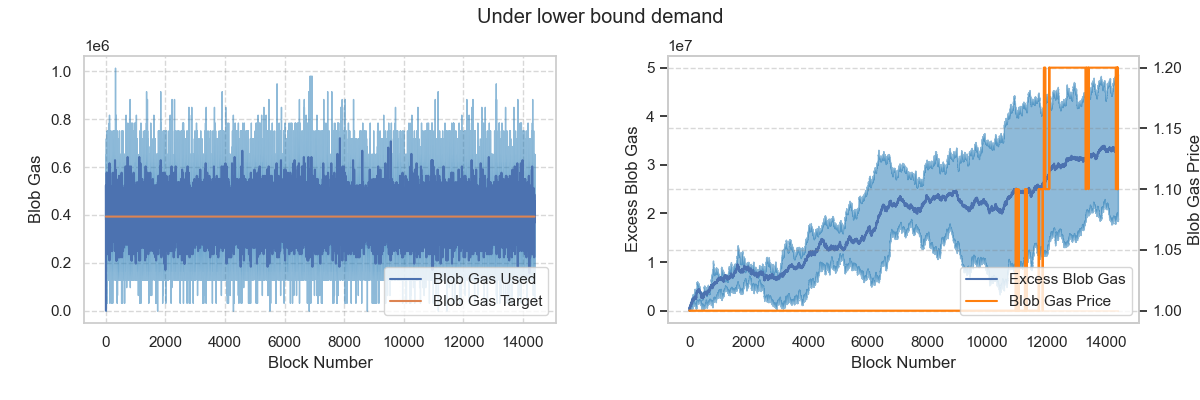 Under lower bound demand
1e6
1.0
0.8
0.6
0.4
0.2
0.0
Blob Gas
0 2000 4000 6000 8000 10000 12000 14000
Block Number
Blob Gas Used
Blob Gas Target
1e7
5
4
3
2
1
0
Excess Blob Gas
0 2000 4000 6000 8000 10000 12000 14000
Block Number
Excess Blob Gas
Blob Gas Price
1.20
1.15
1.10
1.05
1.00
Blob Gas Price